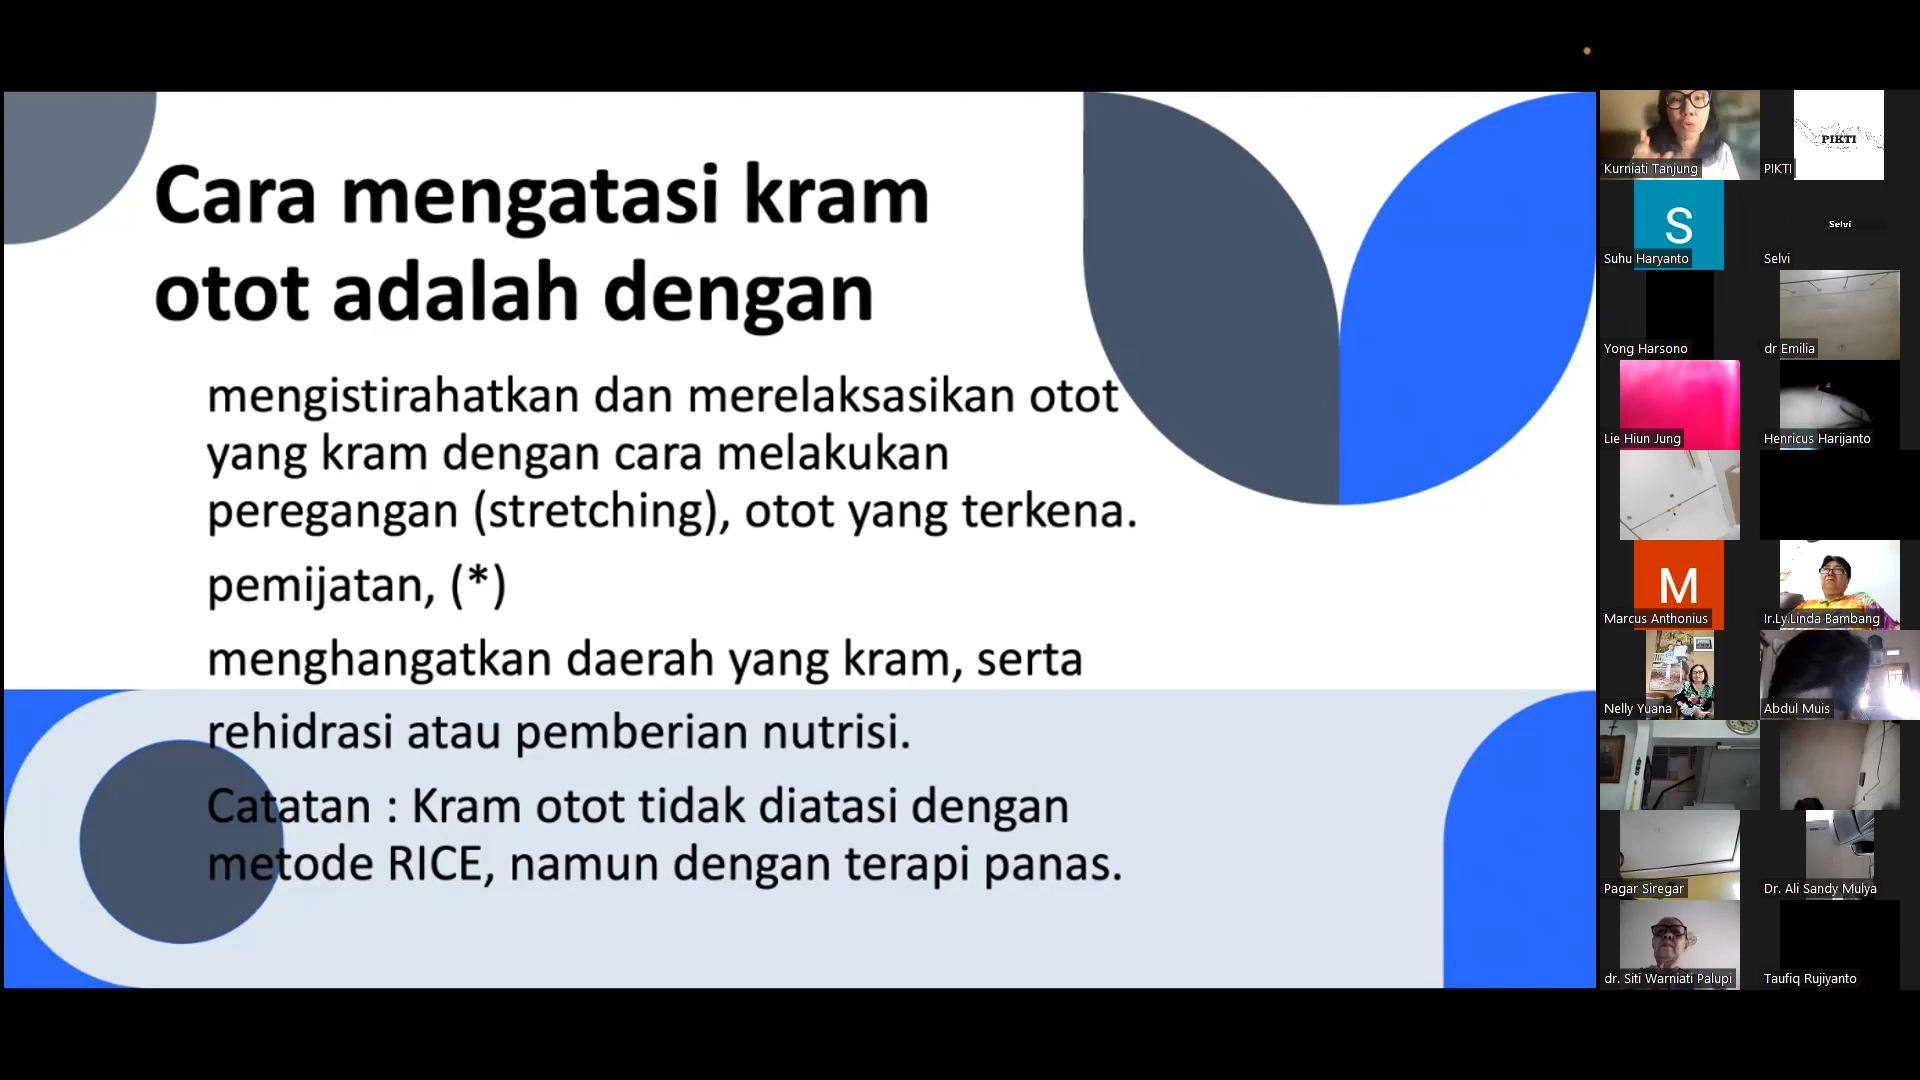 Cara mengatasi kram
otot adalah dengan
mengistirahatkan dan merelaksasikan otot
yang kram dengan cara melakukan
peregangan (stretching), otot yang terkena.
pemijatan, (*)
menghangatkan daerah yang kram, serta
rehidrasi atau pemberian nutrisi.
Catatan : Kram otot tidak diatasi dengan
metode RICE, namun dengan terapi panas.
Kurniati Tanjung
PIKTI
PIKTI
S
Suhu Haryanto
Selvi
Selvi
Yong Harsono
dr Emilia
Lie Hiun Jung
Henricus Harijanto
M
Marcus Anthonius
Ir.Ly.Linda Bambang
Nelly Yuana
Abdul Muis
Pagar Siregar
Dr. Ali Sandy Mulya
dr. Siti Warniati Palupi
Taufiq Rujiyanto